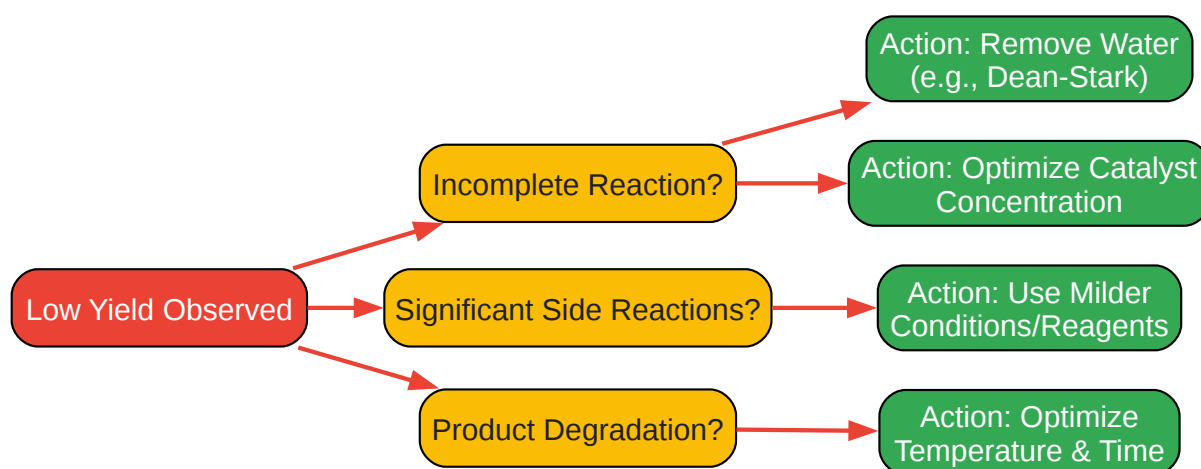 Action: Remove Water
(e.g., Dean-Stark)
Incomplete Reaction?
Action: Optimize Catalyst
Concentration
Low Yield Observed
Significant Side Reactions?
Action: Use Milder
Conditions/Reagents
Product Degradation?
Action: Optimize
Temperature & Time